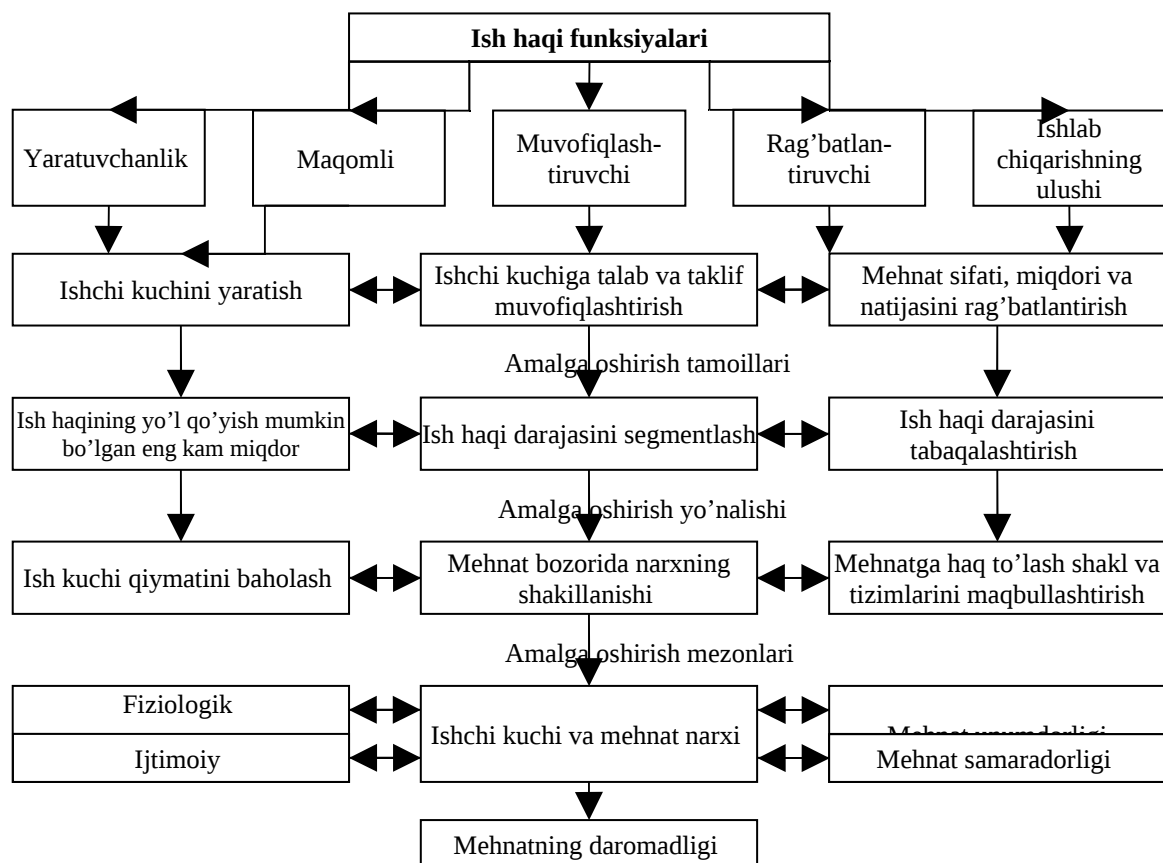 Ish haqi funksiyalari
Yaratuvchanlik
Maqomli
Muvofiqlash-
tiruvchi
Rag’batlan-
tiruvchi
Ishlab
chiqarishning
ulushi
Ishchi kuchini yaratish
Ishchi kuchiga talab va taklif
muvofiqlashtirish
Mehnat sifati, miqdori va
natijasini rag’batlantirish
Amalga oshirish tamoillari
Ish haqining yo’l qo’yish mumkin
bo’lgan eng kam miqdor
Ish haqi darajasini segmentlash
Ish haqi darajasini
tabaqalashtirish
Amalga oshirish yo’nalishi
Ish kuchi qiymatini baholash
Mehnat bozorida narxning
shakillanishi
Mehnatga haq to’lash shakl va
tizimlarini maqbullashtirish
Amalga oshirish mezonlari
Fiziologik
Ijtimoiy
Ishchi kuchi va mehnat narxi
Mehnat unumdorligi
Mehnat samaradorligi
Mehnatning daromadligi